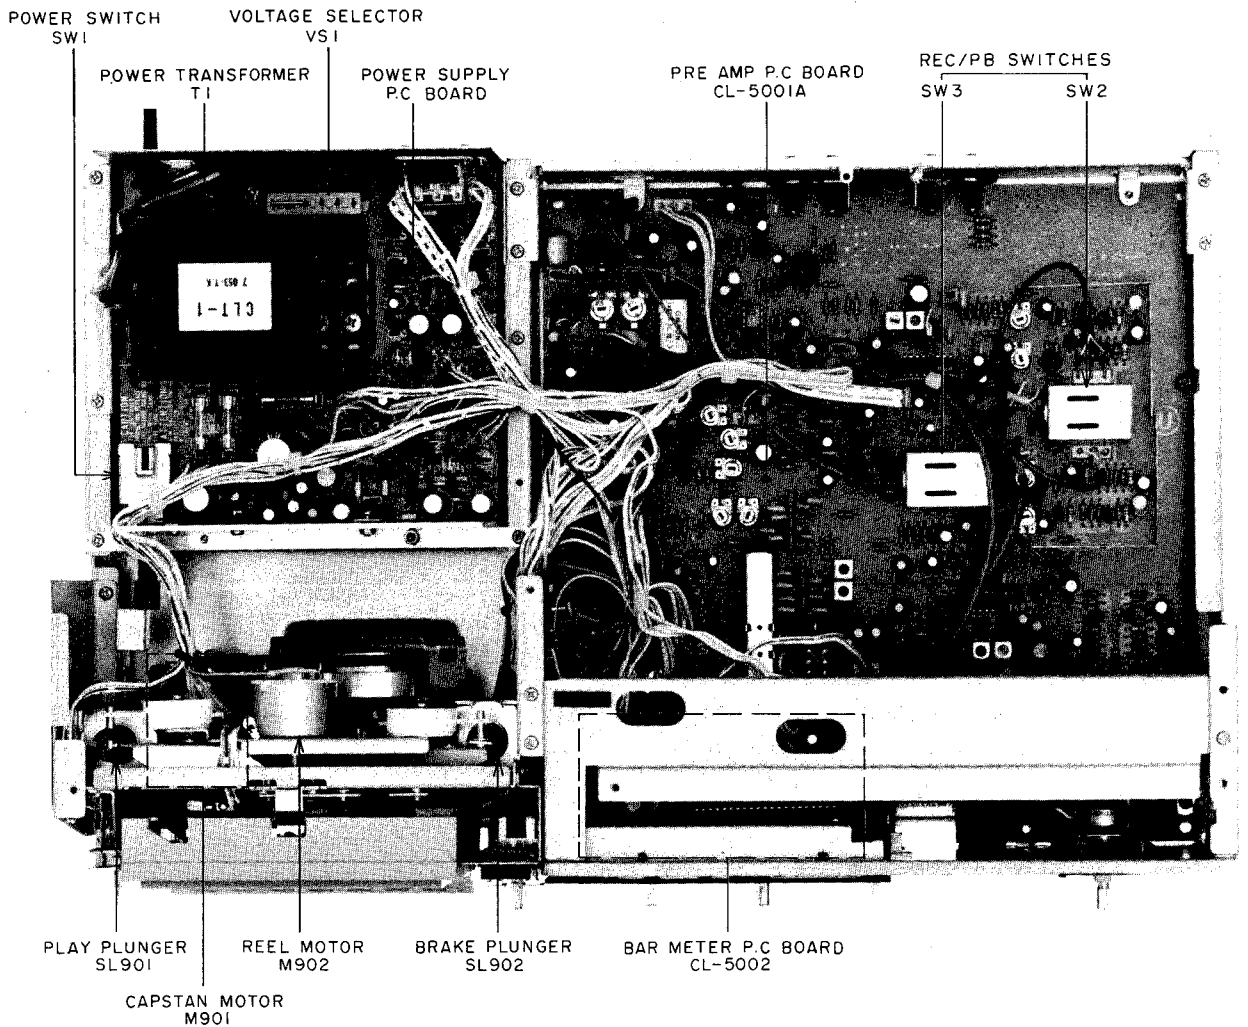 POWER SWITCH
SW1
VOLTAGE SELECTOR
VS1
POWER TRANSFORMER
T1
POWER SUPPLY
P.C BOARD
PRE AMP P.C BOARD
CL-5001A
REC/PB SWITCHES
SW3
SW2
CLT-1
PLAY PLUNGER
SL901
CAPSTAN MOTOR
M901
REEL MOTOR
M902
BRAKE PLUNGER
SL902
BAR METER P.C BOARD
CL-5002